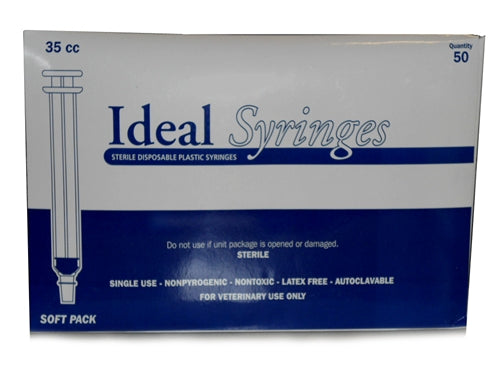 35 cc
Quantity
50
Ideal Syringes
STERILE DISPOSABLE PLASTIC SYRINGES
Do not use if unit package is opened or damaged.
STERILE
SINGLE USE - NONPYROGENIC - NONTOXIC - LATEX FREE - AUTOCLAVABLE
FOR VETERINARY USE ONLY
SOFT PACK